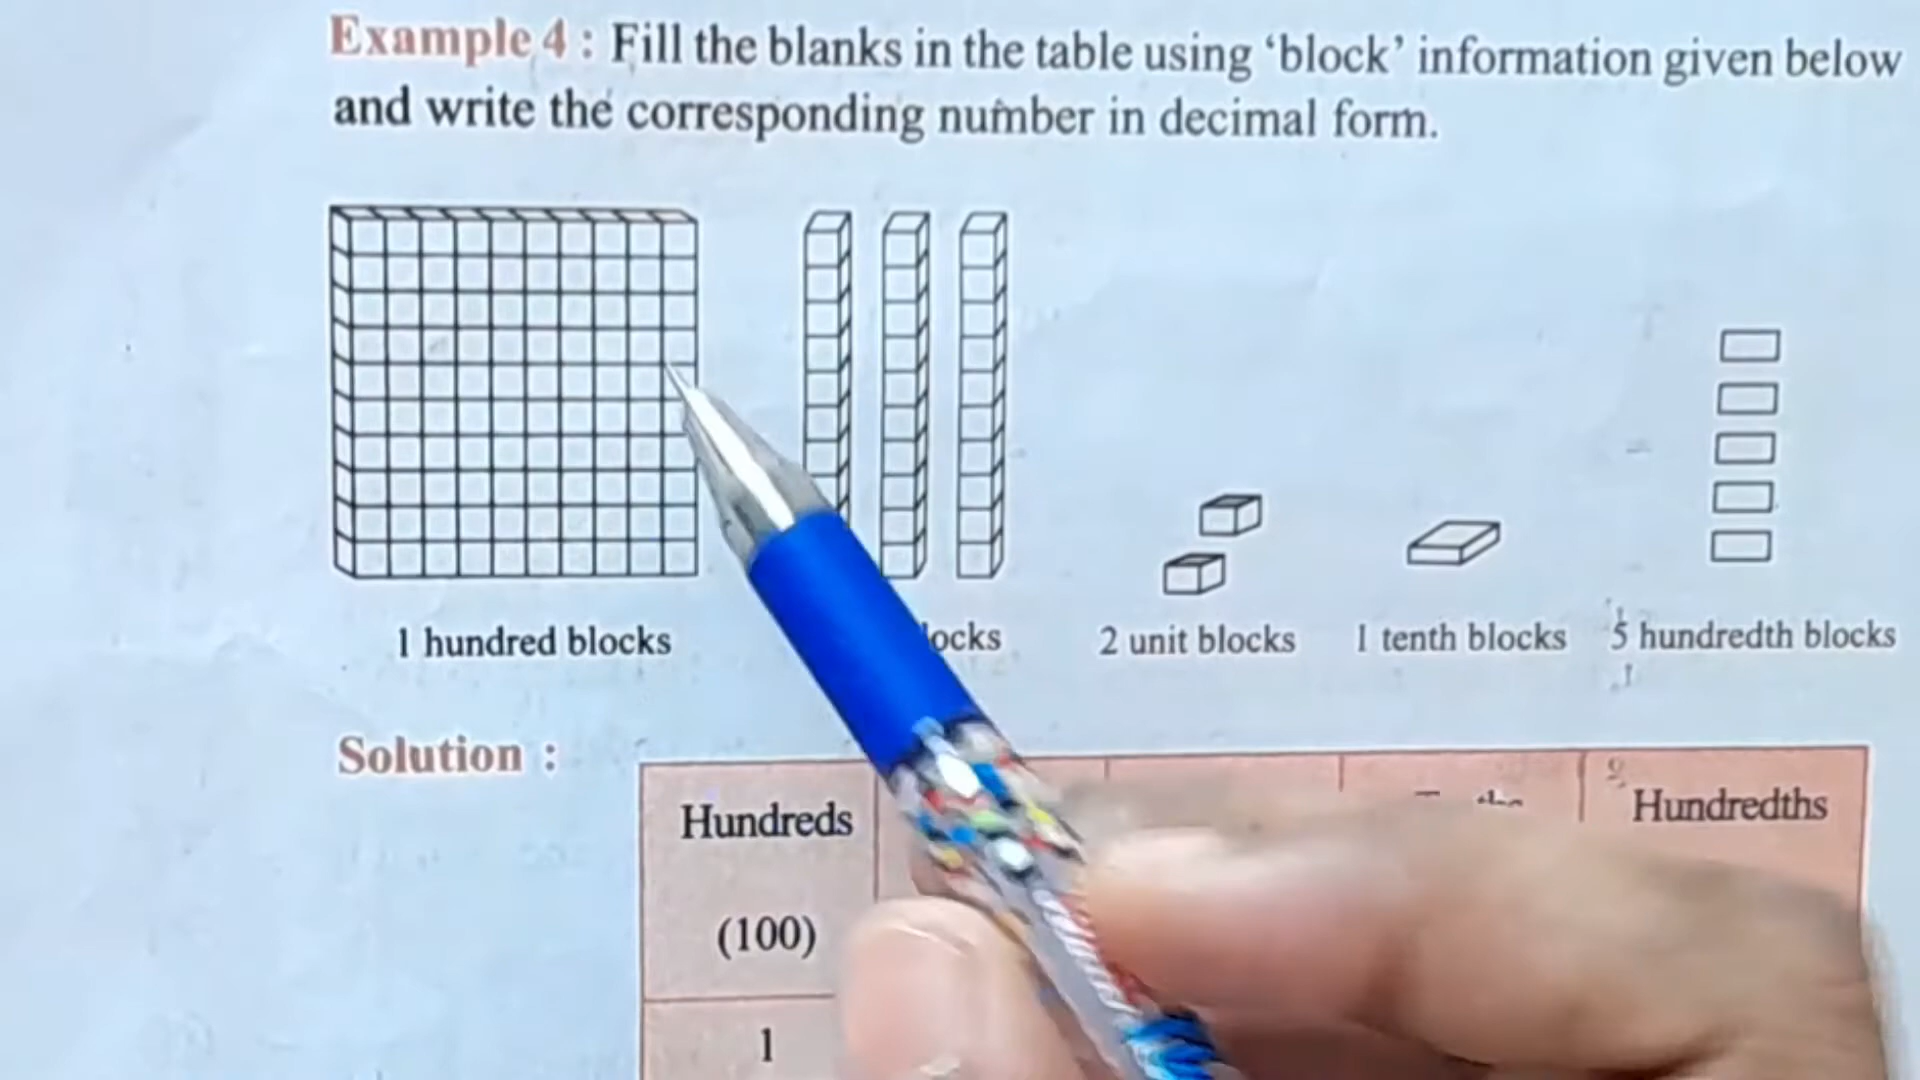 Example 4 : Fill the blanks in the table using ‘block’ information given below
and write the corresponding number in decimal form.
1 hundred blocks
2 unit blocks
1 tenth blocks
5 hundredth blocks
Solution :
Hundreds
Hundredths
(100)
1